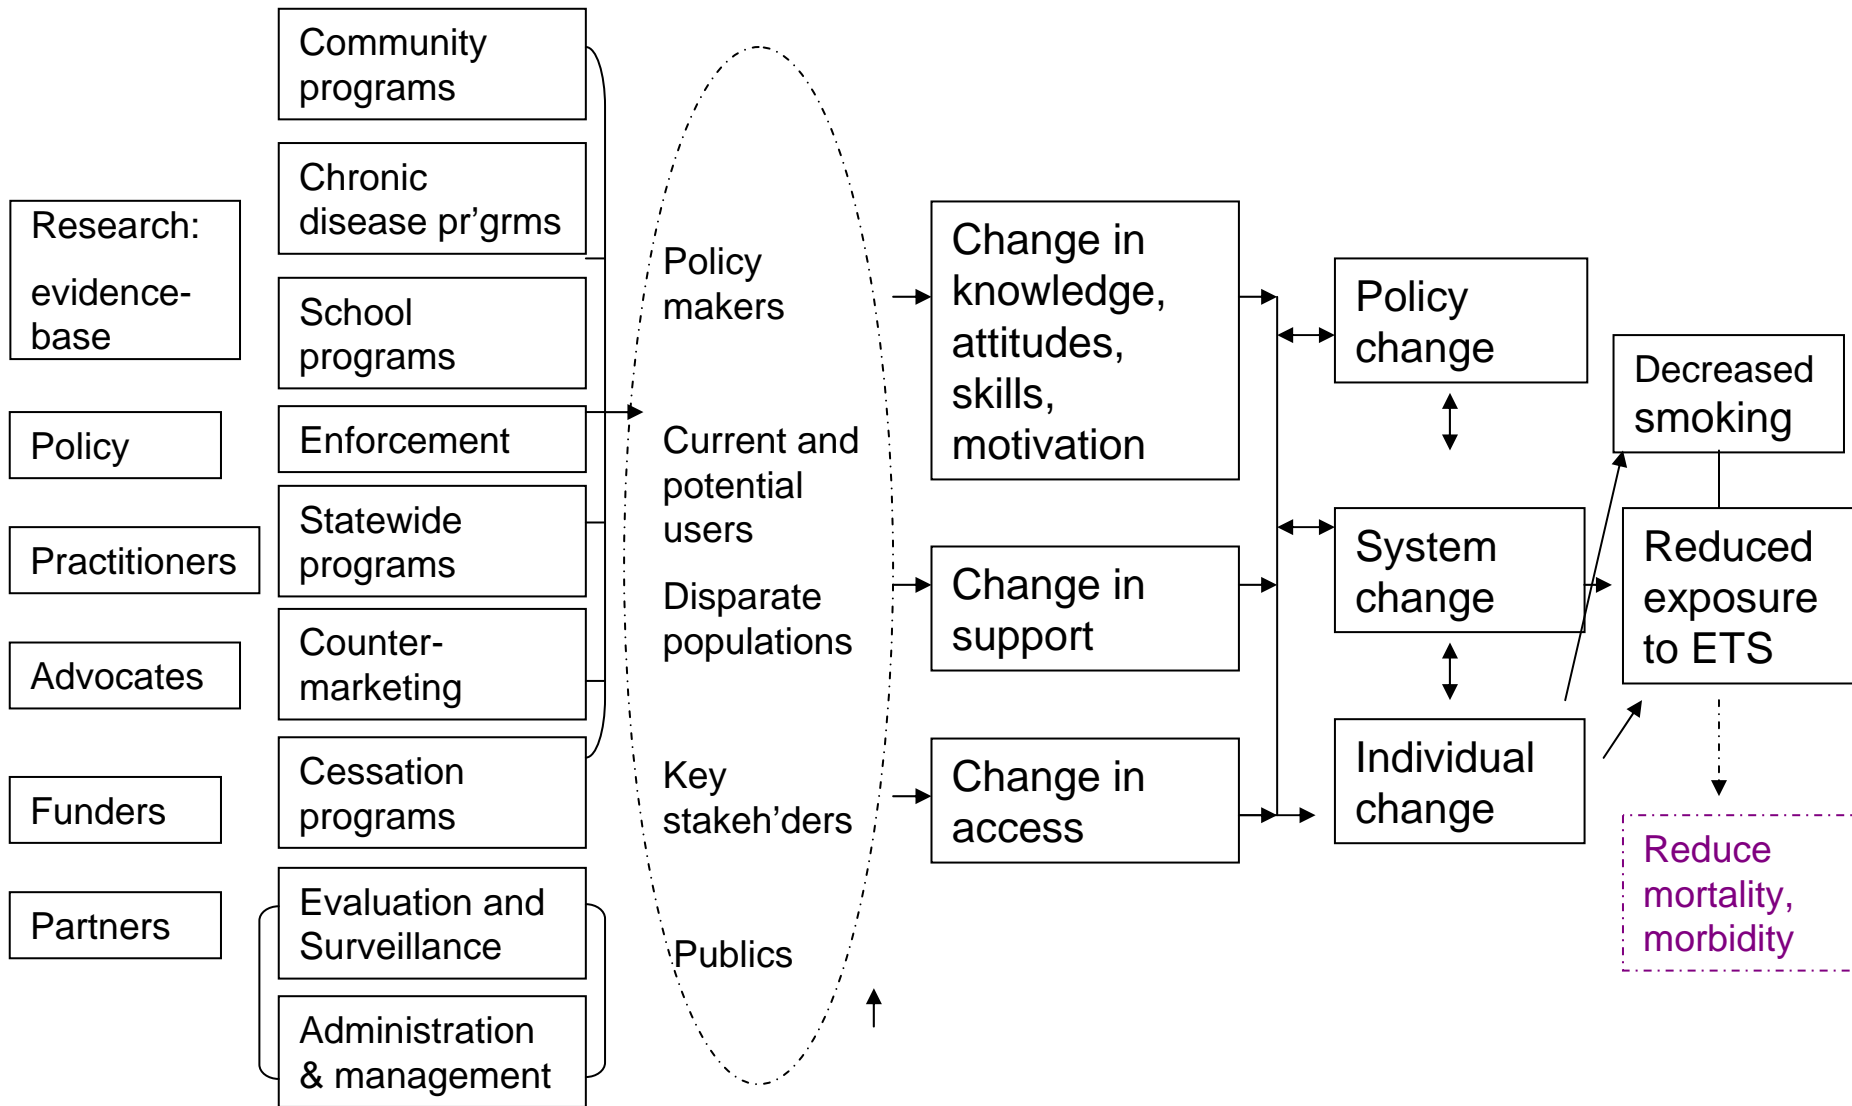 Research:
evidence-
base
Policy
Practitioners
Advocates
Funders
Partners
Community
programs
Chronic
disease pr’grms
School
programs
Enforcement
Statewide
programs
Counter-
marketing
Cessation
programs
Evaluation and
Surveillance
Administration
& management
Policy
makers
Current and
potential
users
Disparate
populations
Key
stakeh’ders
Publics
Change in
knowledge,
attitudes,
skills,
motivation
Change in
support
Change in
access
Policy
change
System
change
Individual
change
Decreased
smoking
Reduced
exposure
to ETS
Reduce
mortality,
morbidity